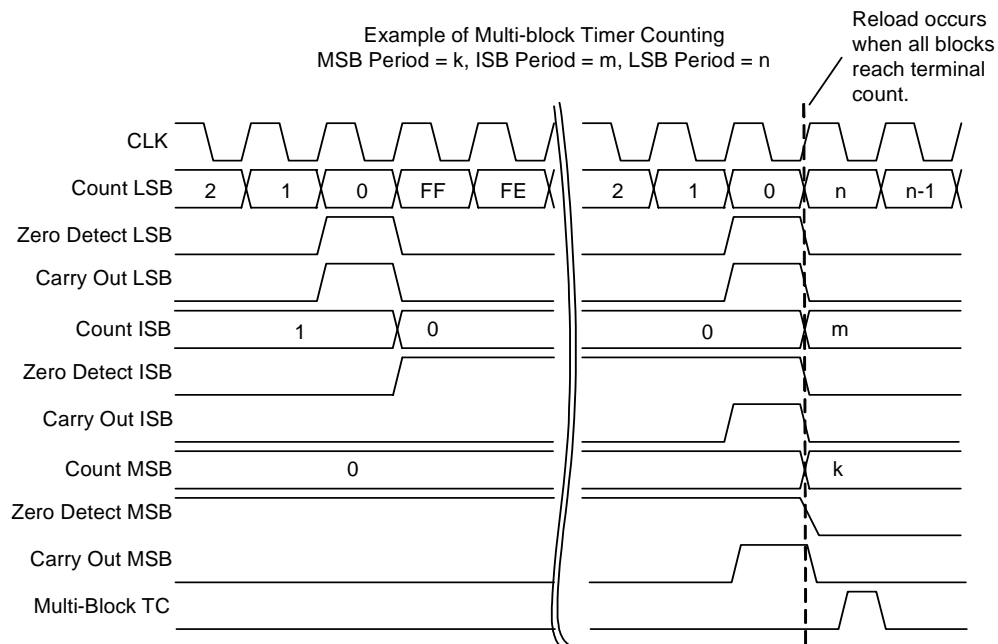 Example of Multi-block Timer Counting
MSB Period = k, ISB Period = m, LSB Period = n
Reload occurs
when all blocks
reach terminal
count.
CLK
Count LSB 2 1 0 FF FE 2 1 0 n n-1
Zero Detect LSB
Carry Out LSB
Count ISB 1 0 0 m
Zero Detect ISB
Carry Out ISB
Count MSB 0 k
Zero Detect MSB
Carry Out MSB
Multi-Block TC